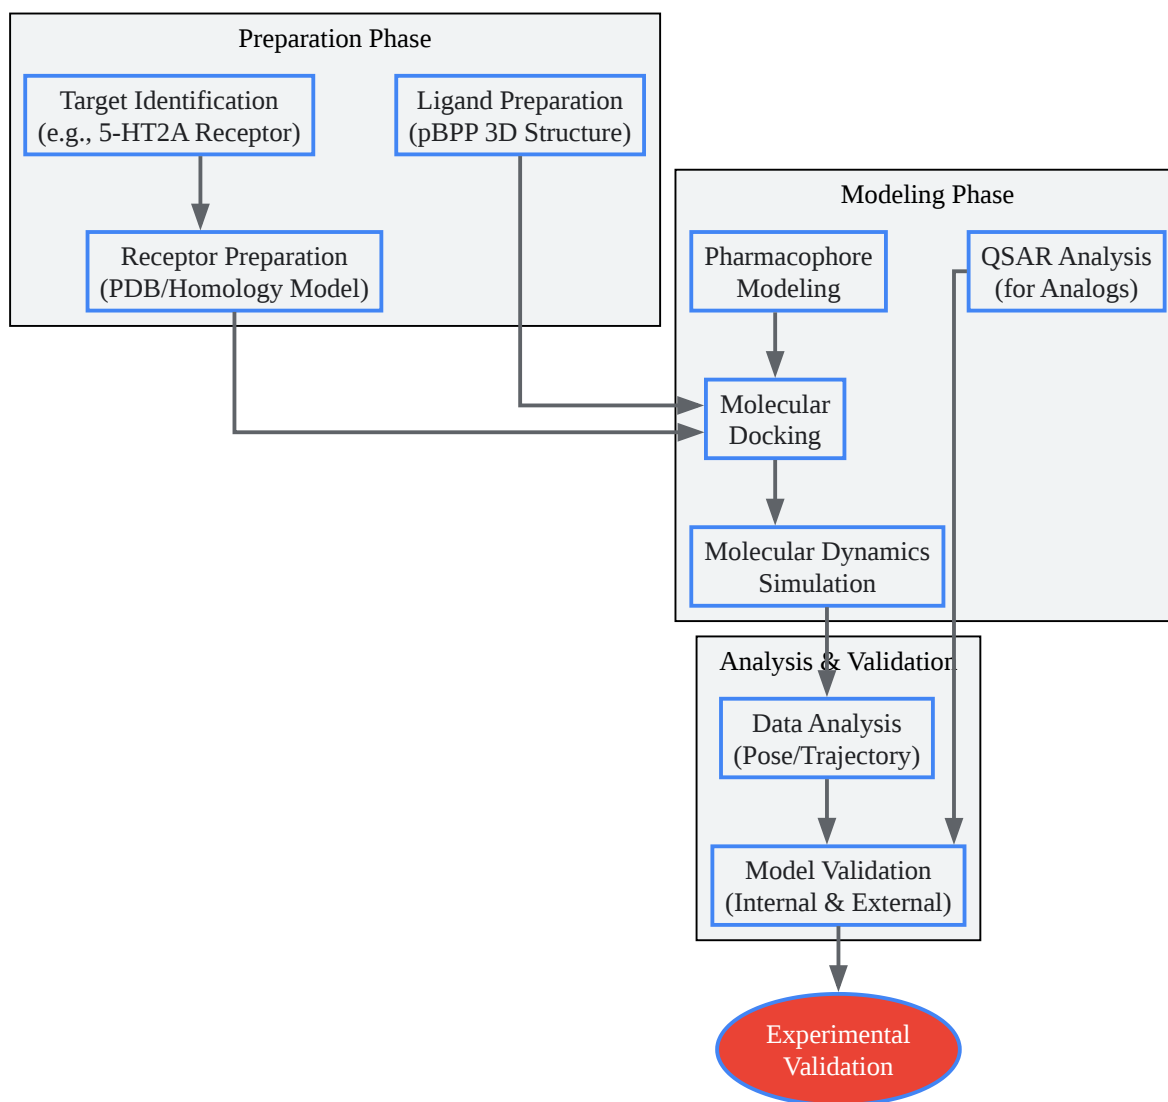 Preparation Phase
Target Identification
(e.g., 5-HT2A Receptor)
Ligand Preparation
(pBPP 3D Structure)
Receptor Preparation
(PDB/Homology Model)
Modeling Phase
Pharmacophore
Modeling
QSAR Analysis
(for Analogs)
Molecular
Docking
Molecular Dynamics
Simulation
Analysis & Validation
Data Analysis
(Pose/Trajectory)
Model Validation
(Internal & External)
Experimental
Validation